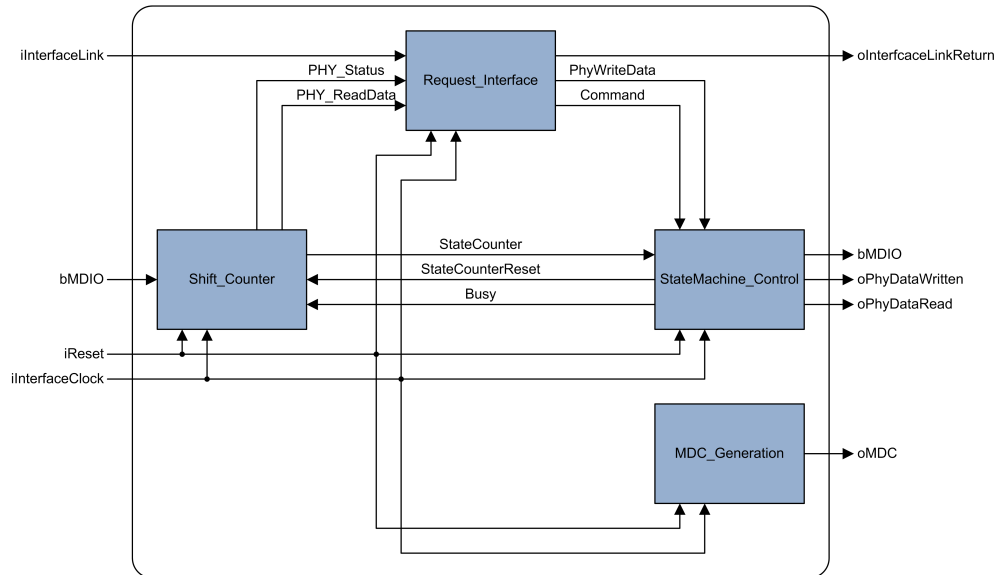 iInterfaceLink
oInterfcaceLinkReturn
PHY_Status
Request_Interface
PhyWriteData
PHY_ReadData
Command
StateCounter
bMDIO
bMDIO
Shift_Counter
StateCounterReset
StateMachine_Control
oPhyDataWritten
Busy
oPhyDataRead
iReset
iInterfaceClock
MDC_Generation
oMDC